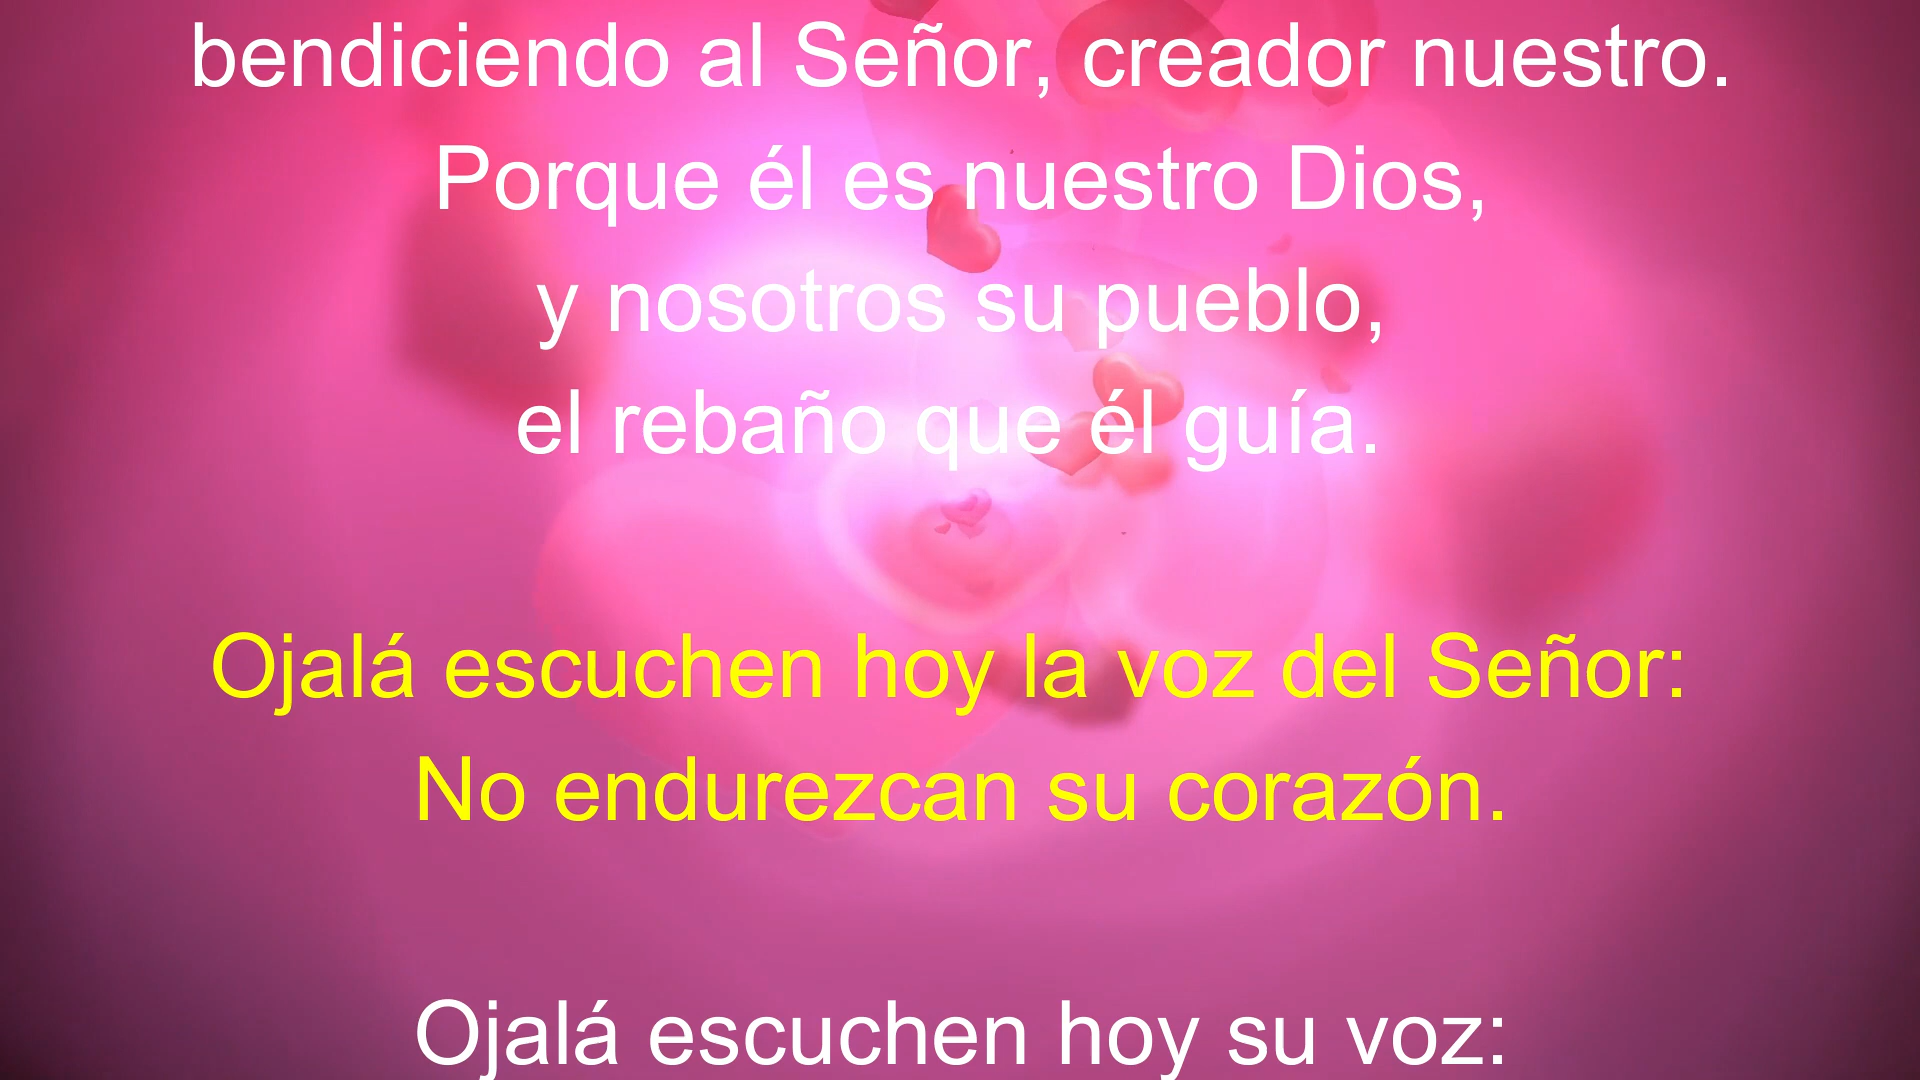 bendiciendo al Señor, creador nuestro.
Porque él es nuestro Dios,
y nosotros su pueblo,
el rebaño que él guía.
Ojalá escuchen hoy la voz del Señor:
No endurezcan su corazón.
Ojalá escuchen hoy su voz: